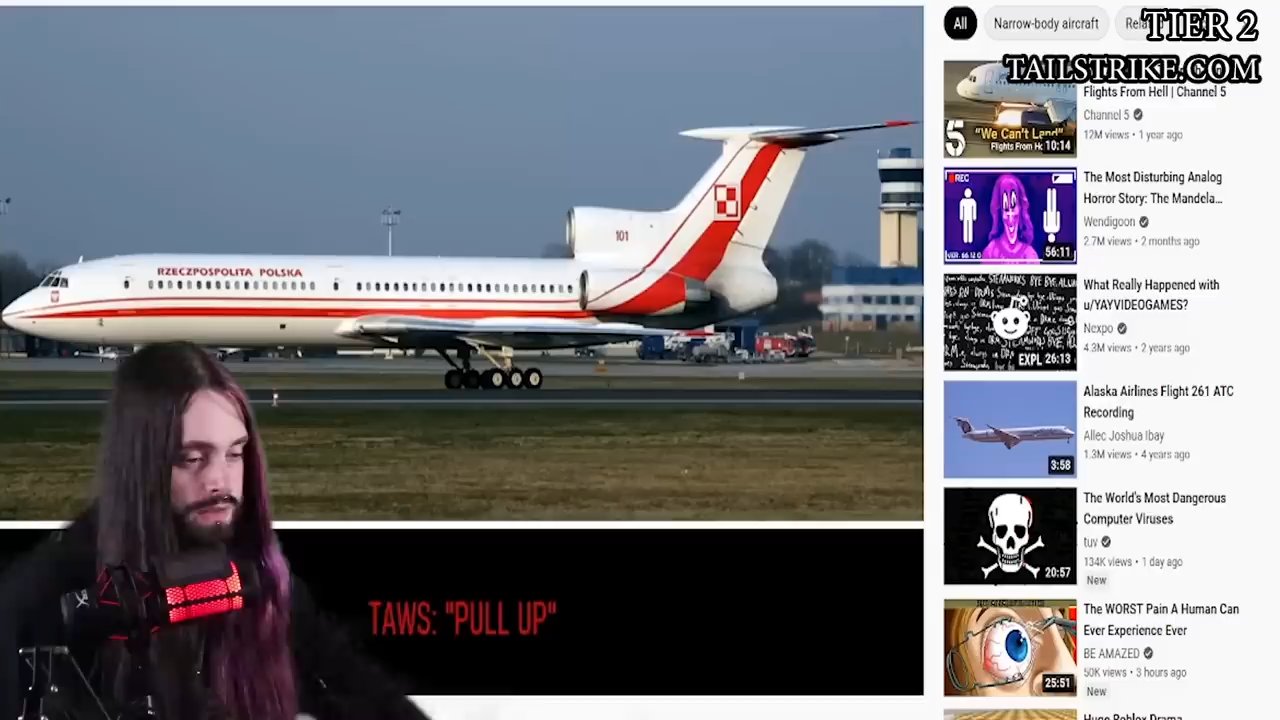 All
Narrow-body aircraft
TIER 2
TAILSTRIKE.COM
Flights From Hell | Channel 5
Channel 5
12M views • 1 year ago
5
"We Can't Land"
10:14
REC
The Most Disturbing Analog
Horror Story: The Mandela...
Wendigoon
2.7M views • 2 months ago
56:11
What Really Happened with
u/YAYVIDEOGAMES?
Nexpo
4.3M views • 2 years ago
EXPL 26:13
Alaska Airlines Flight 261 ATC
Recording
Allec Joshua Ibay
1.3M views • 4 years ago
3:58
The World's Most Dangerous
Computer Viruses
tuv
134K views • 1 day ago
New
20:57
The WORST Pain A Human Can
Ever Experience Ever
BE AMAZED
50K views • 3 hours ago
New
25:51
101
RZECZPOSPOLITA POLSKA
TAWS: "PULL UP"